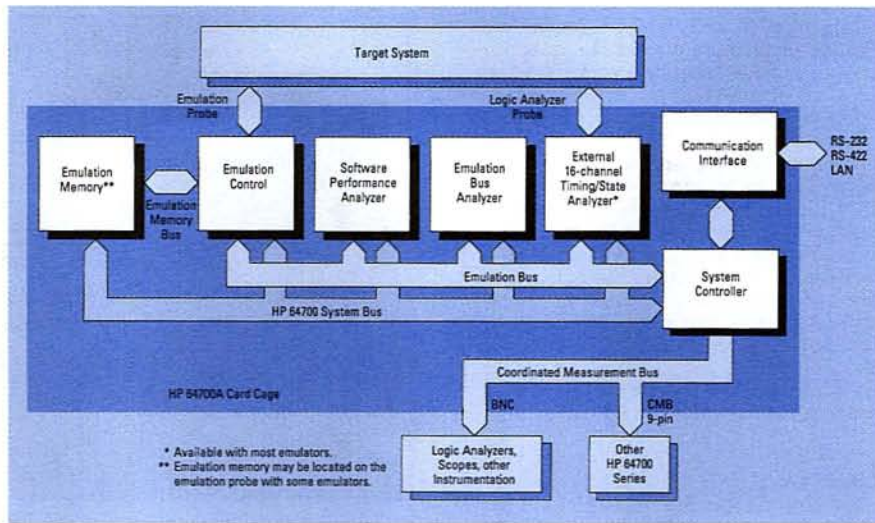 Target System
Emulation
Probe
Logic Analyzer
Probe
Emulation
Memory**
Emulation
Memory
Bus
Emulation
Control
Software
Performance
Analyzer
Emulation
Bus
Analyzer
External
16-channel
Timing/State
Analyzer*
Communication
Interface
RS-232
RS-422
LAN
Emulation Bus
System
Controller
HP 64700 System Bus
Coordinated Measurement Bus
HP 64700A Card Cage
BNC
CMB
9-pin
* Available with most emulators.
** Emulation memory may be located on the
emulation probe with some emulators.
Logic Analyzers,
Scopes, other
Instrumentation
Other
HP 64700
Series